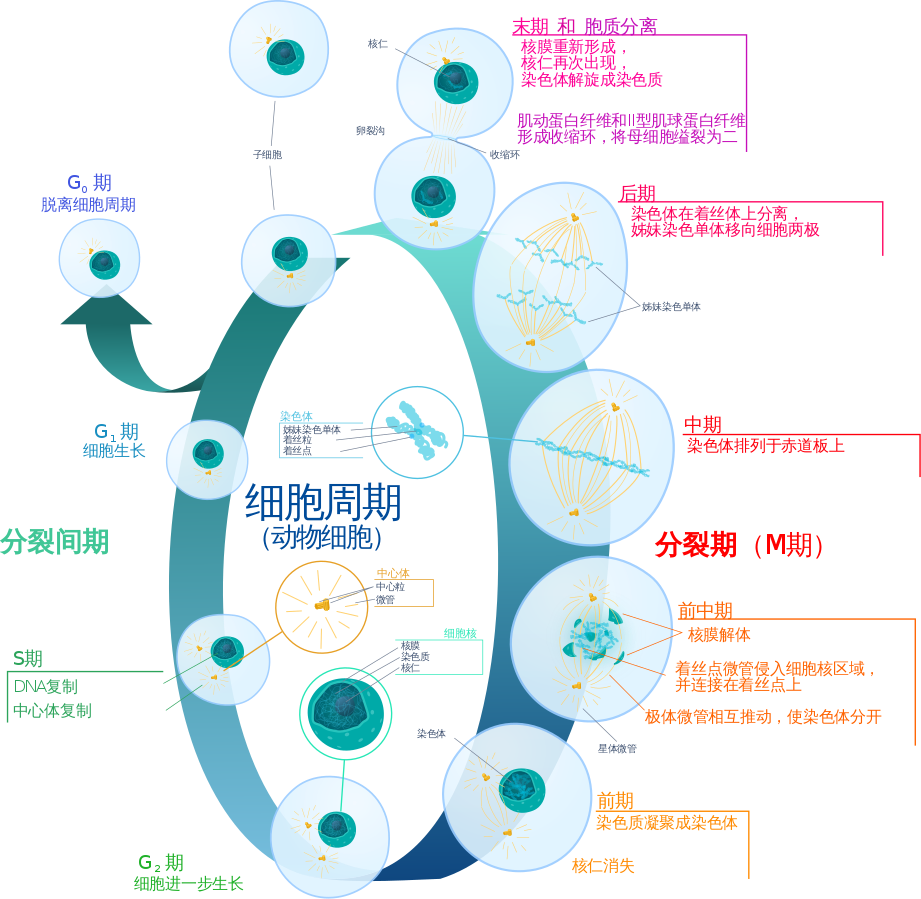 末期 和 胞质分离
核仁
核膜重新形成，
核仁再次出现，
染色体解旋成染色质
肌动蛋白纤维和II型肌球蛋白纤维
形成收缩环，将母细胞缢裂为二
卵裂沟
收缩环
子细胞
G0 期
脱离细胞周期
后期
染色体在着丝体上分离，
姊妹染色单体移向细胞两极
姊妹染色单体
染色体
姊妹染色单体
着丝粒
着丝点
中期
染色体排列于赤道板上
G1 期
细胞生长
细胞周期
（动物细胞）
分裂间期
分裂期（M期）
中心体
中心粒
微管
前中期
核膜解体
着丝点微管侵入细胞核区域，
并连接在着丝点上
极体微管相互推动，使染色体分开
星体微管
细胞核
核膜
染色质
核仁
S期
DNA复制
中心体复制
染色体
前期
染色质凝聚成染色体
核仁消失
G2 期
细胞进一步生长